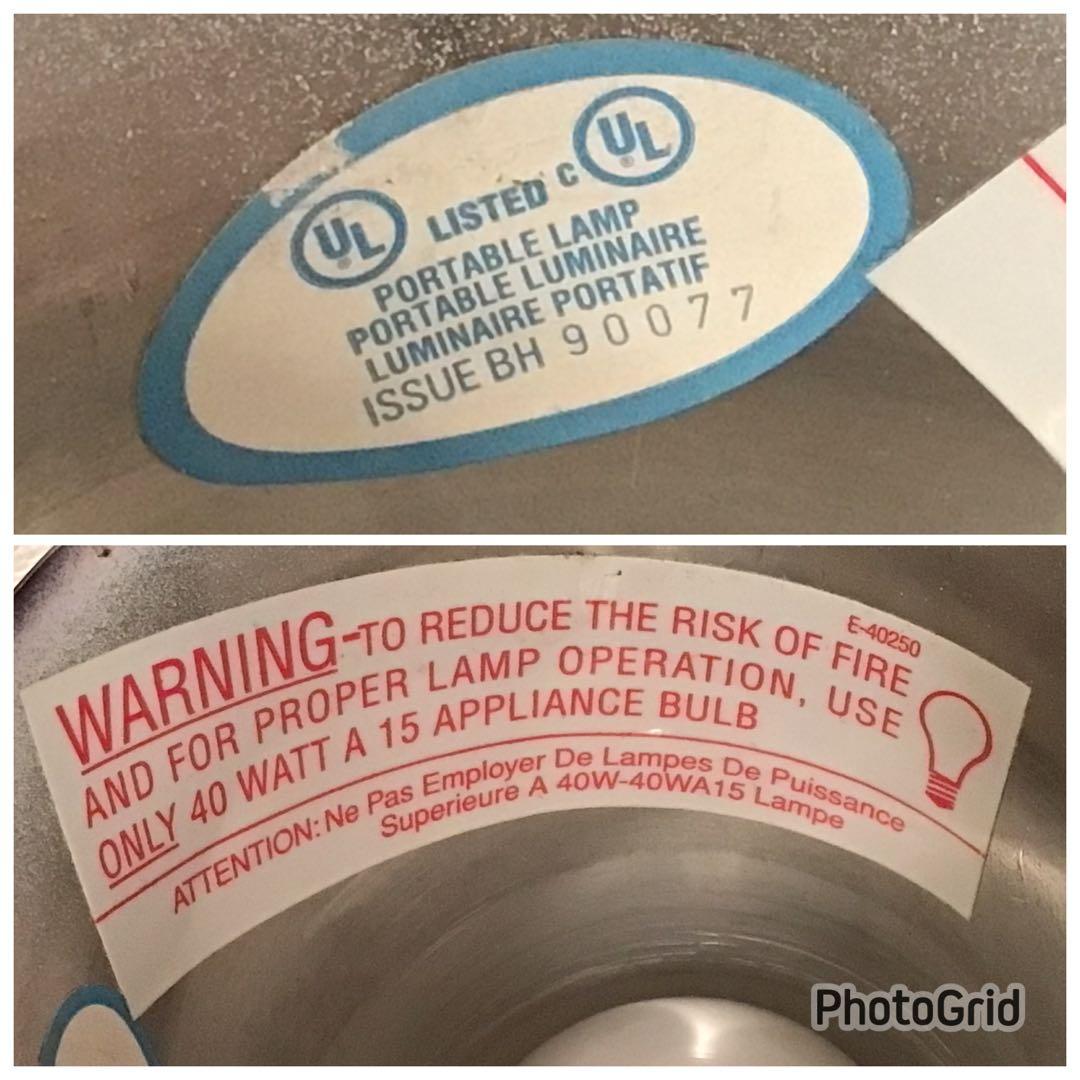 UL LISTED C UL
PORTABLE LAMP
PORTABLE LUMINAIRE
LUMINAIRE PORTATIF
ISSUE BH 90077
E-40250
WARNING-TO REDUCE THE RISK OF FIRE
AND FOR PROPER LAMP OPERATION, USE
ONLY 40 WATT A 15 APPLIANCE BULB
ATTENTION: Ne Pas Employer De Lampes De Puissance
Superieure A 40W-40WA15 Lampe
PhotoGrid